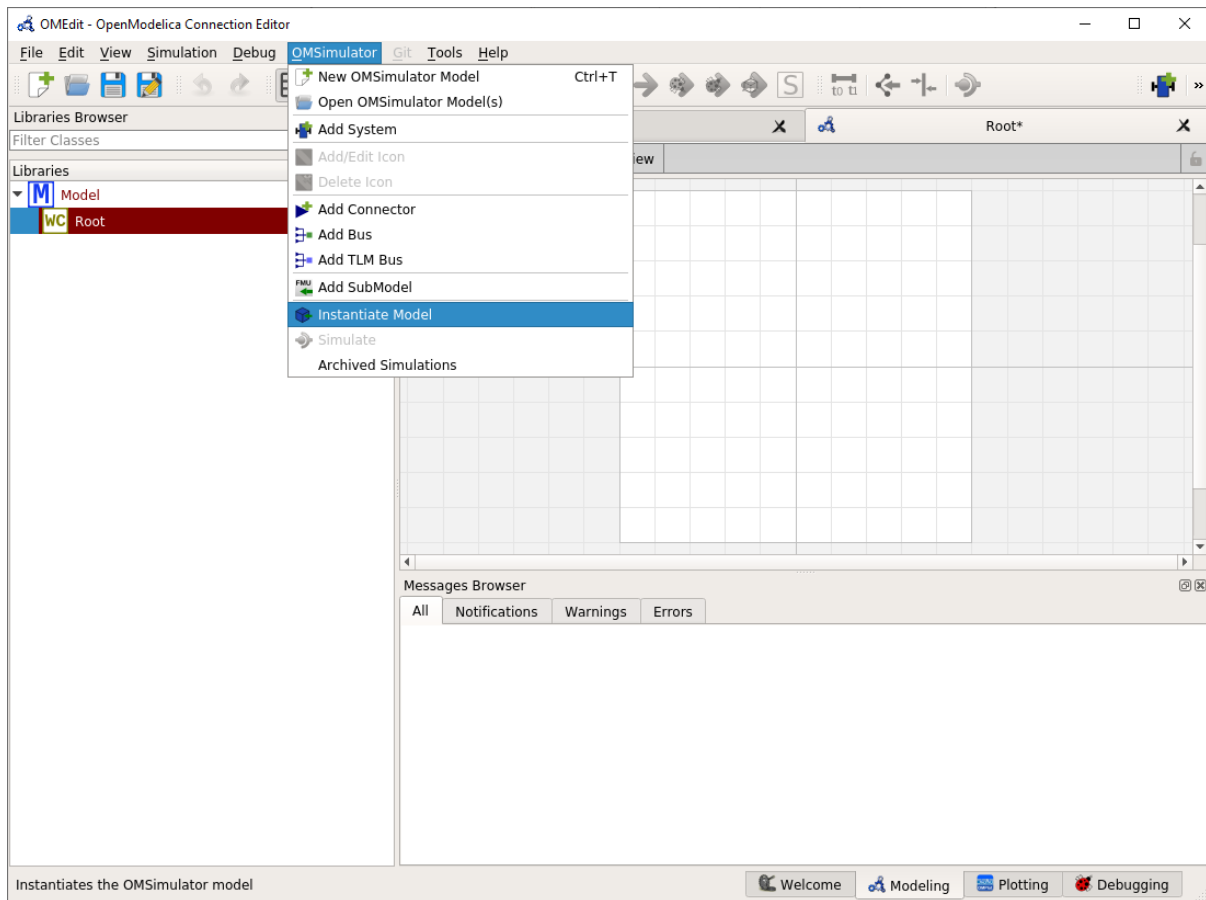 OMEdit - OpenModelica Connection Editor
File Edit View Simulation Debug OMSimulator Git Tools Help
New OMSimulator Model Ctrl+T
Open OMSimulator Model(s)
Add System
Add/Edit Icon
Delete Icon
Add Connector
Add Bus
Add TLM Bus
FMU Add SubModel
Instantiate Model
Simulate
Archived Simulations
S
to t1
»
Libraries Browser
Filter Classes
Libraries
M Model
WC Root
Root*
iew
Messages Browser
All Notifications Warnings Errors
Instantiates the OMSimulator model
Welcome Modeling Plotting Debugging